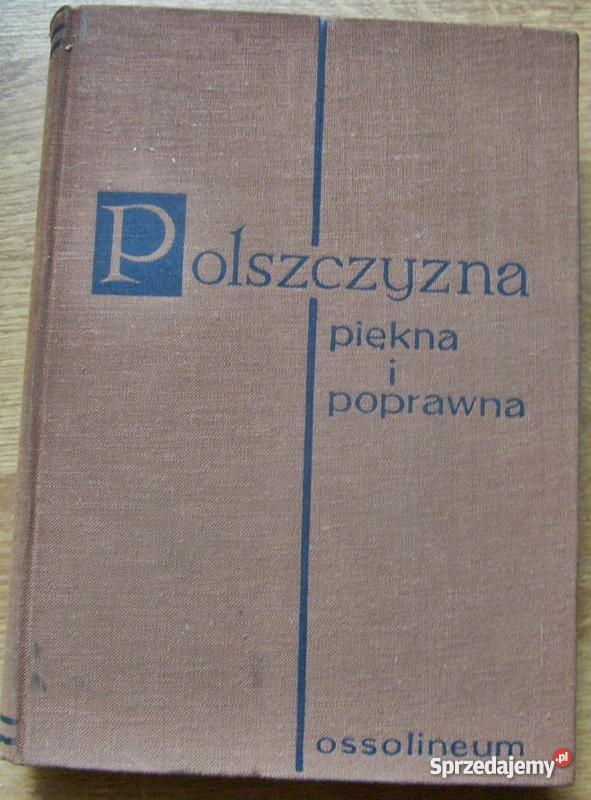 Polszczyzna
piękna
i
poprawna
ossolineum
Sprzedajemy.pl